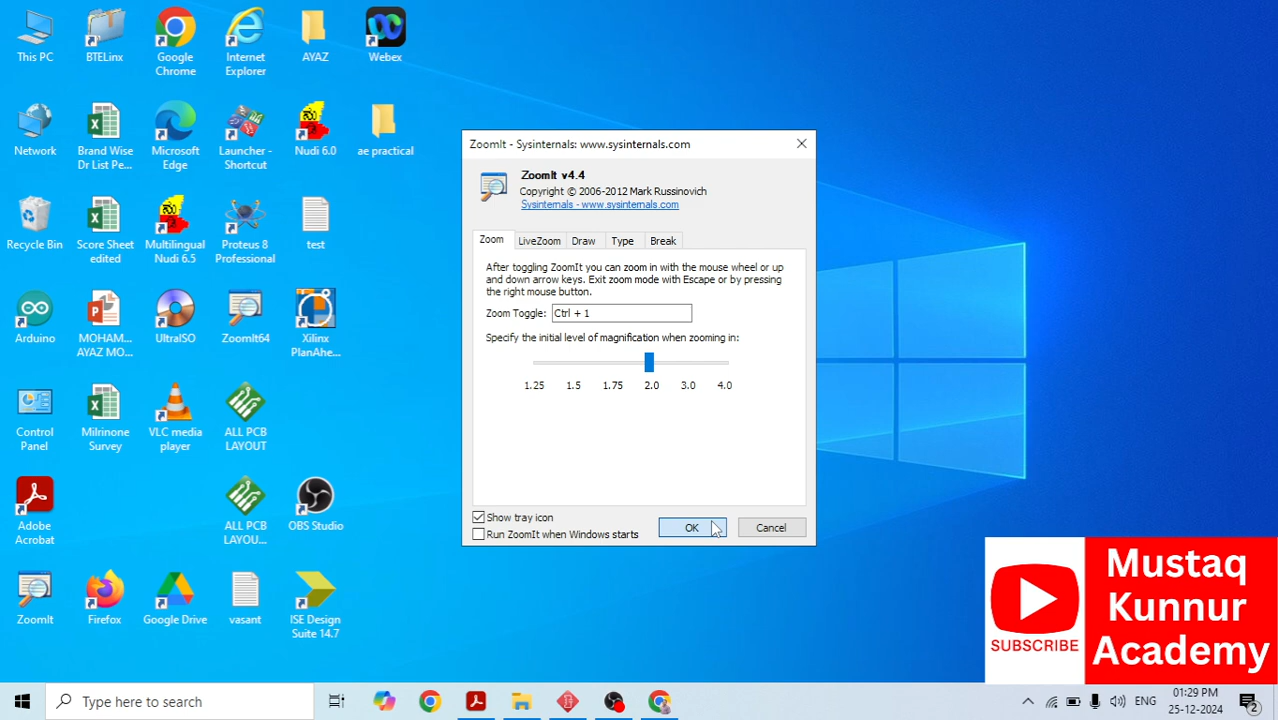 This PC
BTELinx
Google
Chrome
Internet
Explorer
AYAZ
Webex
Network
Brand Wise
Dr List Pe...
Microsoft
Edge
Launcher -
Shortcut
Nudi 6.0
ae practical
Recycle Bin
Score Sheet
edited
Multilingual
Nudi 6.5
Proteus 8
Professional
test
Arduino
MOHAM...
AYAZ MO...
UltraISO
ZoomIt64
Xilinx
PlanAhe...
Control
Panel
Milrinone
Survey
VLC media
player
ALL PCB
LAYOUT
Adobe
Acrobat
ALL PCB
LAYOU...
OBS Studio
ZoomIt
Firefox
Google Drive
vasant
ISE Design
Suite 14.7
ZoomIt - Sysinternals: www.sysinternals.com
ZoomIt v4.4
Copyright © 2006-2012 Mark Russinovich
Sysinternals - www.sysinternals.com
Zoom LiveZoom Draw Type Break
After toggling ZoomIt you can zoom in with the mouse wheel or up
and down arrow keys. Exit zoom mode with Escape or by pressing
the right mouse button.
Zoom Toggle: Ctrl + 1
Specify the initial level of magnification when zooming in:
1.25 1.5 1.75 2.0 3.0 4.0
Show tray icon
Run ZoomIt when Windows starts
OK Cancel
SUBSCRIBE
Mustaq
Kunnur
Academy
Type here to search
ENG
01:29 PM
25-12-2024
2